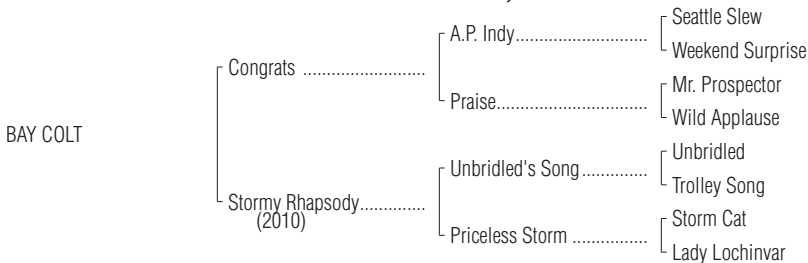 Seattle Slew
A.P. Indy..............................
Weekend Surprise
Congrats ............................
Mr. Prospector
Praise..................................
Wild Applause
BAY COLT
Unbridled
Unbridled's Song...............
Trolley Song
Stormy Rhapsody...............
(2010)
Storm Cat
Priceless Storm .................
Lady Lochinvar